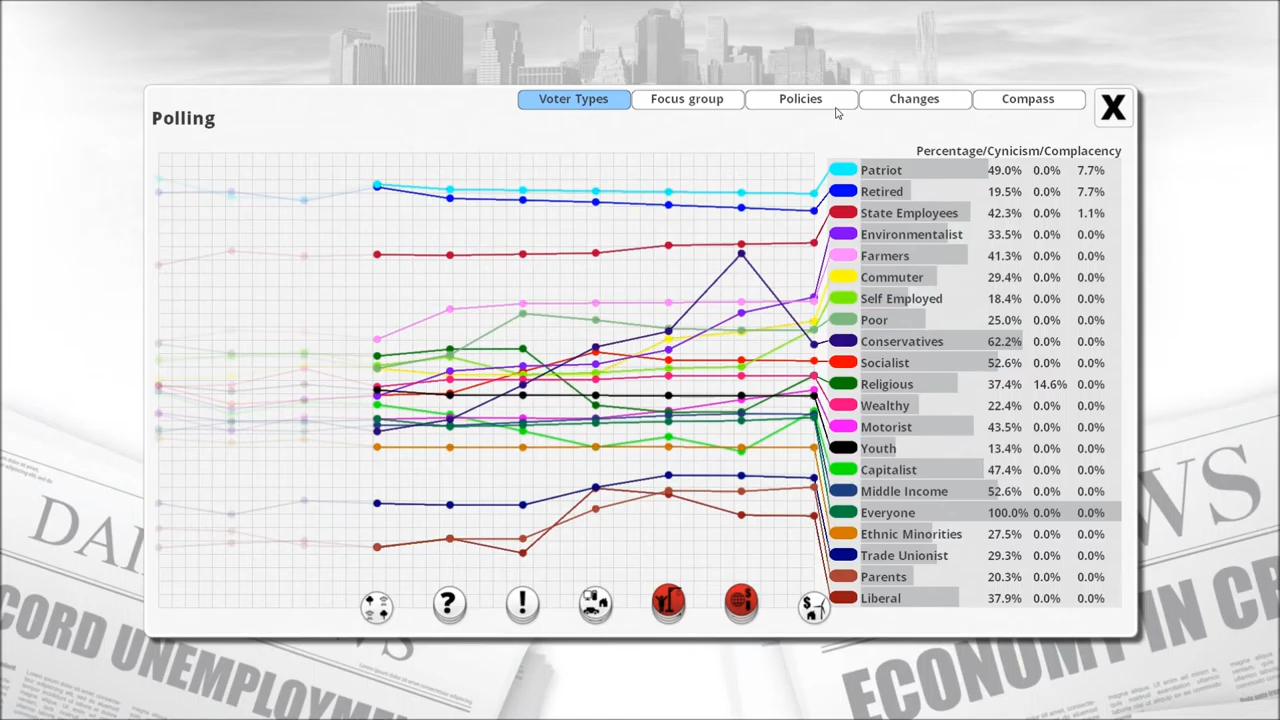 Voter Types Focus group Policies Changes Compass X
Polling
Percentage/Cynicism/Complacency
Patriot 49.0% 0.0% 7.7%
Retired 19.5% 0.0% 7.7%
State Employees 42.3% 0.0% 1.1%
Environmentalist 33.5% 0.0% 0.0%
Farmers 41.3% 0.0% 0.0%
Commuter 29.4% 0.0% 0.0%
Self Employed 18.4% 0.0% 0.0%
Poor 25.0% 0.0% 0.0%
Conservatives 62.2% 0.0% 0.0%
Socialist 52.6% 0.0% 0.0%
Religious 37.4% 14.6% 0.0%
Wealthy 22.4% 0.0% 0.0%
Motorist 43.5% 0.0% 0.0%
Youth 13.4% 0.0% 0.0%
Capitalist 47.4% 0.0% 0.0%
Middle Income 52.6% 0.0% 0.0%
Everyone 100.0% 0.0% 0.0%
Ethnic Minorities 27.5% 0.0% 0.0%
Trade Unionist 29.3% 0.0% 0.0%
Parents 20.3% 0.0% 0.0%
Liberal 37.9% 0.0% 0.0%
? ! $ $
DAI
WS
CORD UNEMPLOYM
ECONOMY IN CR